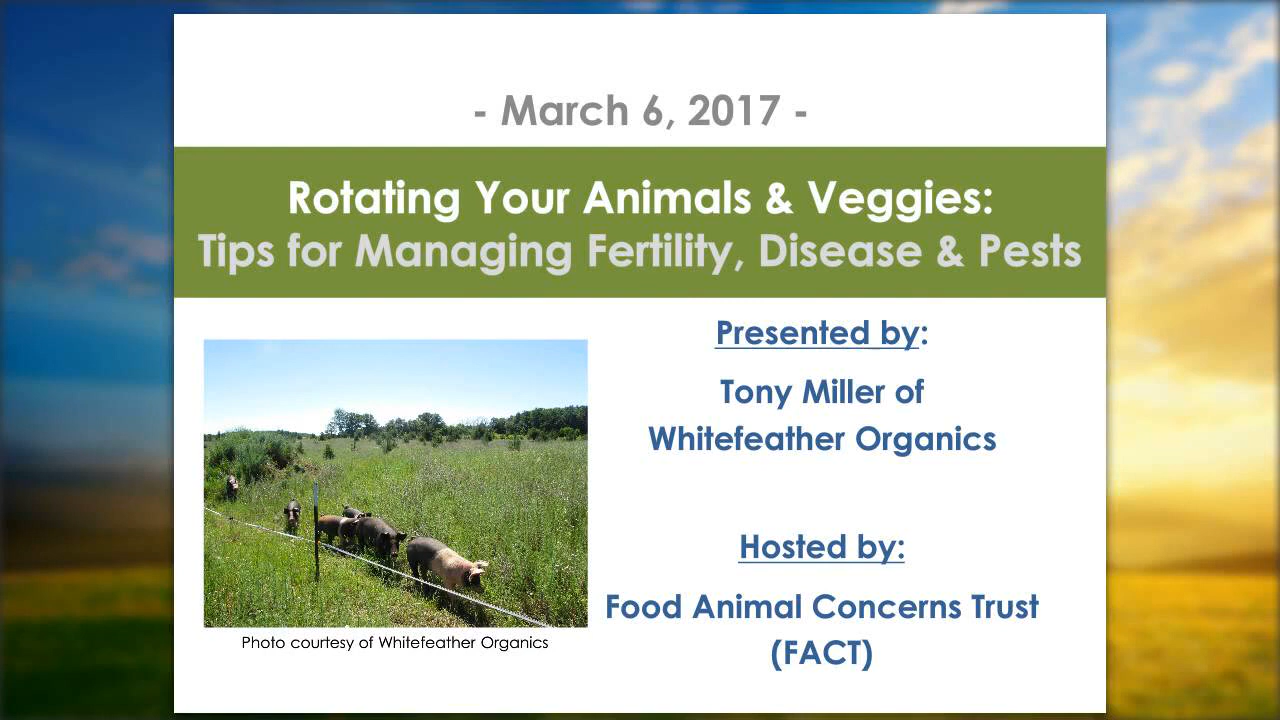 - March 6, 2017 -
Rotating Your Animals & Veggies:
Tips for Managing Fertility, Disease & Pests
Presented by:
Tony Miller of
Whitefeather Organics
Hosted by:
Food Animal Concerns Trust
(FACT)
Photo courtesy of Whitefeather Organics